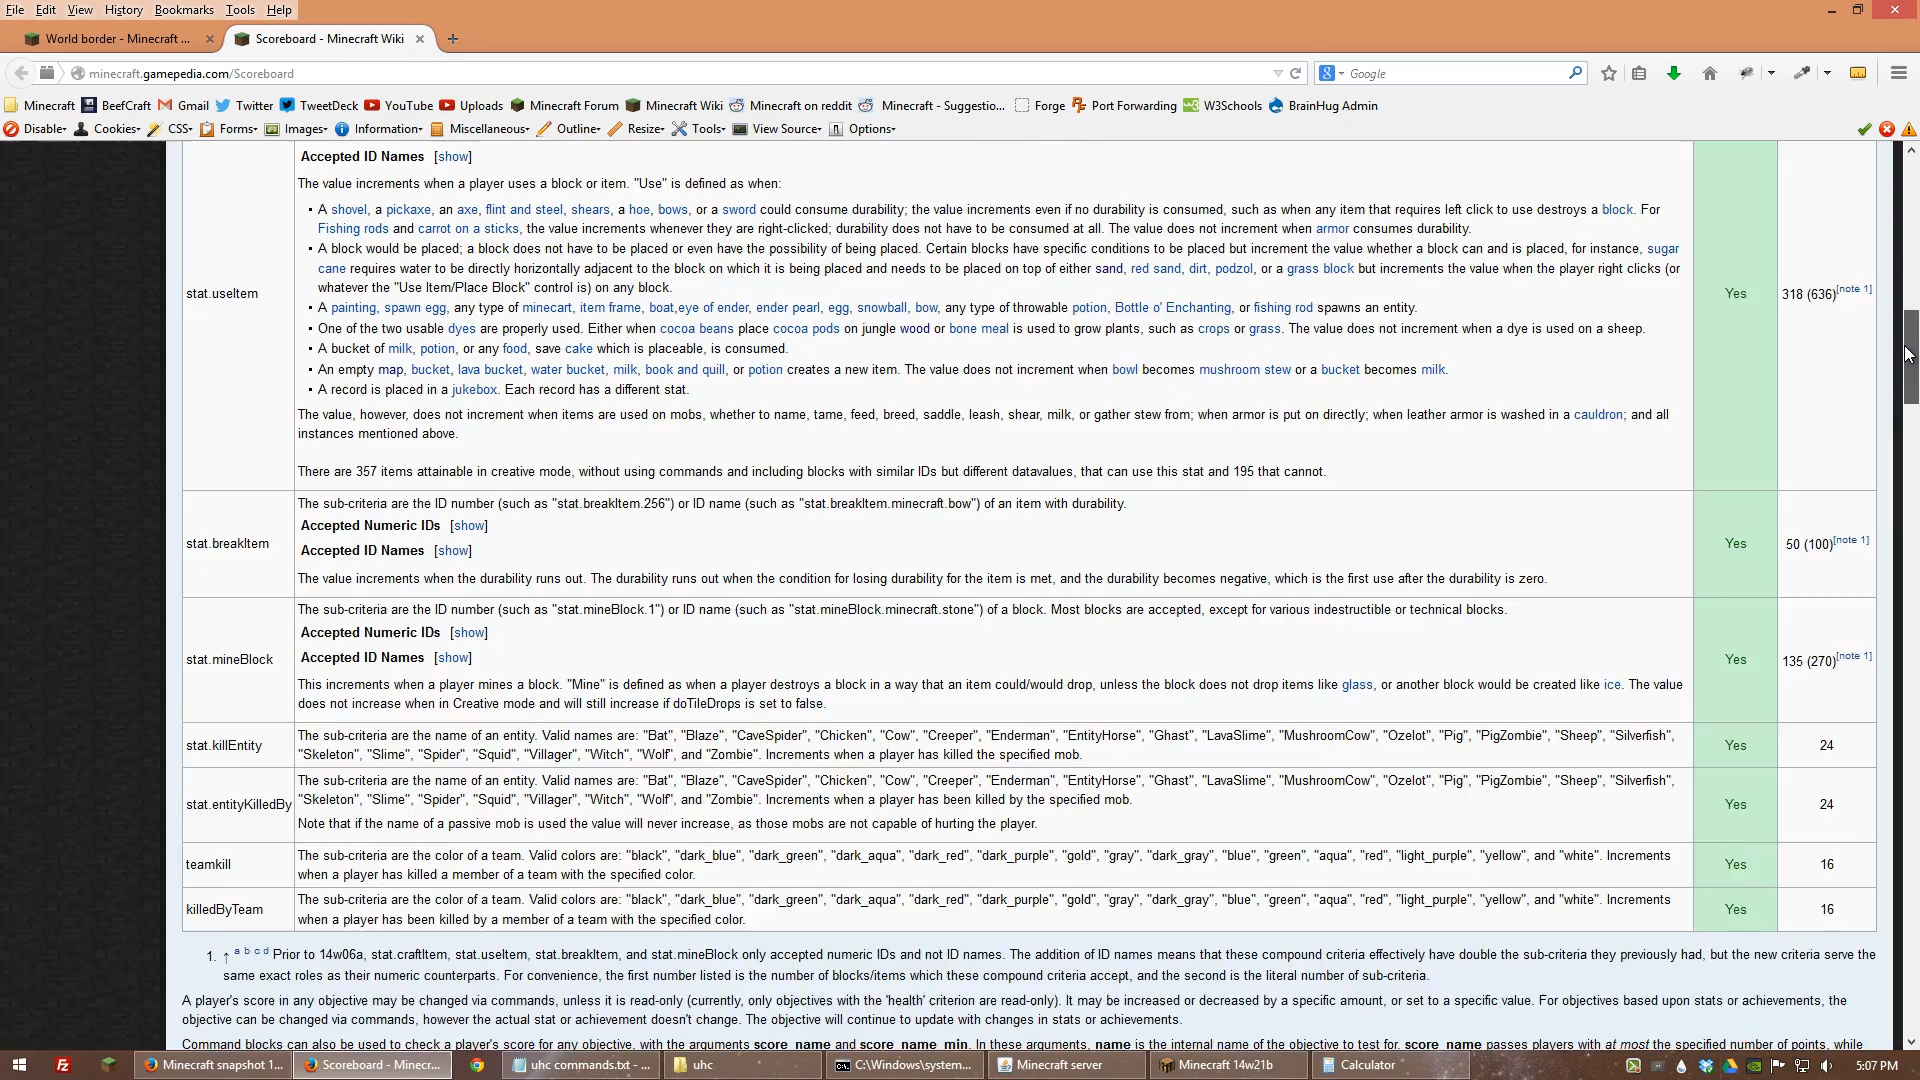 File Edit View History Bookmarks Tools Help
World border - Minecraft ... × Scoreboard - Minecraft Wiki × +
minecraft.gamepedia.com/Scoreboard Google
Minecraft BeefCraft Gmail Twitter TweetDeck YouTube Uploads Minecraft Forum Minecraft Wiki Minecraft on reddit Minecraft - Suggestio... Forge Port Forwarding W3Schools BrainHug Admin
Disable Cookies CSS Forms Images Information Miscellaneous Outline Resize Tools View Source Options
Accepted ID Names [show]
The value increments when a player uses a block or item. "Use" is defined as when:
▪ A shovel, a pickaxe, an axe, flint and steel, shears, a hoe, bows, or a sword could consume durability; the value increments even if no durability is consumed, such as when any item that requires left click to use destroys a block. For
Fishing rods and carrot on a sticks, the value increments whenever they are right-clicked; durability does not have to be consumed at all. The value does not increment when armor consumes durability.
▪ A block would be placed; a block does not have to be placed or even have the possibility of being placed. Certain blocks have specific conditions to be placed but increment the value whether a block can and is placed, for instance, sugar
cane requires water to be directly horizontally adjacent to the block on which it is being placed and needs to be placed on top of either sand, red sand, dirt, podzol, or a grass block but increments the value when the player right clicks (or
whatever the "Use Item/Place Block" control is) on any block.
stat.useItem Yes 318 (636)[note 1]
▪ A painting, spawn egg, any type of minecart, item frame, boat,eye of ender, ender pearl, egg, snowball, bow, any type of throwable potion, Bottle o' Enchanting, or fishing rod spawns an entity.
▪ One of the two usable dyes are properly used. Either when cocoa beans place cocoa pods on jungle wood or bone meal is used to grow plants, such as crops or grass. The value does not increment when a dye is used on a sheep.
▪ A bucket of milk, potion, or any food, save cake which is placeable, is consumed.
▪ An empty map, bucket, lava bucket, water bucket, milk, book and quill, or potion creates a new item. The value does not increment when bowl becomes mushroom stew or a bucket becomes milk.
▪ A record is placed in a jukebox. Each record has a different stat.
The value, however, does not increment when items are used on mobs, whether to name, tame, feed, breed, saddle, leash, shear, milk, or gather stew from; when armor is put on directly; when leather armor is washed in a cauldron; and all
instances mentioned above.
There are 357 items attainable in creative mode, without using commands and including blocks with similar IDs but different datavalues, that can use this stat and 195 that cannot.
The sub-criteria are the ID number (such as "stat.breakItem.256") or ID name (such as "stat.breakItem.minecraft.bow") of an item with durability.
Accepted Numeric IDs [show]
stat.breakItem Yes 50 (100)[note 1]
Accepted ID Names [show]
The value increments when the durability runs out. The durability runs out when the condition for losing durability for the item is met, and the durability becomes negative, which is the first use after the durability is zero.
The sub-criteria are the ID number (such as "stat.mineBlock.1") or ID name (such as "stat.mineBlock.minecraft.stone") of a block. Most blocks are accepted, except for various indestructible or technical blocks.
Accepted Numeric IDs [show]
Accepted ID Names [show]
stat.mineBlock Yes 135 (270)[note 1]
This increments when a player mines a block. "Mine" is defined as when a player destroys a block in a way that an item could/would drop, unless the block does not drop items like glass, or another block would be created like ice. The value
does not increase when in Creative mode and will still increase if doTileDrops is set to false.
The sub-criteria are the name of an entity. Valid names are: "Bat", "Blaze", "CaveSpider", "Chicken", "Cow", "Creeper", "Enderman", "EntityHorse", "Ghast", "LavaSlime", "MushroomCow", "Ozelot", "Pig", "PigZombie", "Sheep", "Silverfish",
stat.killEntity Yes 24
"Skeleton", "Slime", "Spider", "Squid", "Villager", "Witch", "Wolf", and "Zombie". Increments when a player has killed the specified mob.
The sub-criteria are the name of an entity. Valid names are: "Bat", "Blaze", "CaveSpider", "Chicken", "Cow", "Creeper", "Enderman", "EntityHorse", "Ghast", "LavaSlime", "MushroomCow", "Ozelot", "Pig", "PigZombie", "Sheep", "Silverfish",
"Skeleton", "Slime", "Spider", "Squid", "Villager", "Witch", "Wolf", and "Zombie". Increments when a player has been killed by the specified mob.
stat.entityKilledBy Yes 24
Note that if the name of a passive mob is used the value will never increase, as those mobs are not capable of hurting the player.
The sub-criteria are the color of a team. Valid colors are: "black", "dark_blue", "dark_green", "dark_aqua", "dark_red", "dark_purple", "gold", "gray", "dark_gray", "blue", "green", "aqua", "red", "light_purple", "yellow", and "white". Increments
teamkill Yes 16
when a player has killed a member of a team with the specified color.
The sub-criteria are the color of a team. Valid colors are: "black", "dark_blue", "dark_green", "dark_aqua", "dark_red", "dark_purple", "gold", "gray", "dark_gray", "blue", "green", "aqua", "red", "light_purple", "yellow", and "white". Increments
killedByTeam Yes 16
when a player has been killed by a member of a team with the specified color.
1. ↑ a b c d Prior to 14w06a, stat.craftItem, stat.useItem, stat.breakItem, and stat.mineBlock only accepted numeric IDs and not ID names. The addition of ID names means that these compound criteria effectively have double the sub-criteria they previously had, but the new criteria serve the
same exact roles as their numeric counterparts. For convenience, the first number listed is the number of blocks/items which these compound criteria accept, and the second is the literal number of sub-criteria.
A player's score in any objective may be changed via commands, unless it is read-only (currently, only objectives with the 'health' criterion are read-only). It may be increased or decreased by a specific amount, or set to a specific value. For objectives based upon stats or achievements, the
objective can be changed via commands, however the actual stat or achievement doesn't change. The objective will continue to update with changes in stats or achievements.
Command blocks can also be used to check a player's score for any objective, with the arguments score_name and score_name_min. In these arguments, name is the internal name of the objective to test for. score_name passes players with at most the specified number of points, while
Minecraft snapshot 1... Scoreboard - Minecr... uhc commands.txt - ... uhc C:\Windows\system... Minecraft server Minecraft 14w21b Calculator 5:07 PM